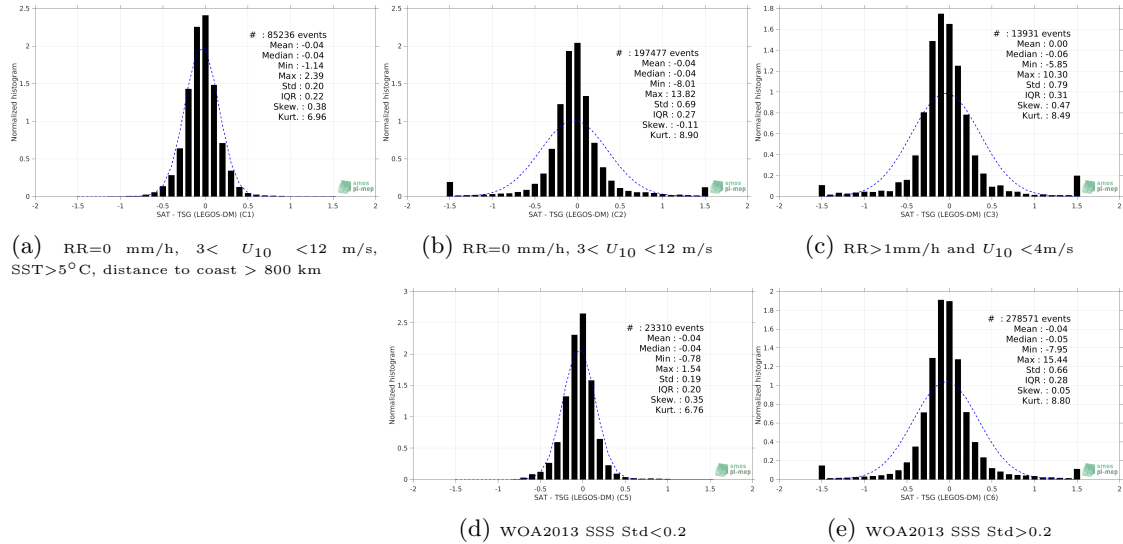 2.5
2
1.5
1
0.5
0
-2
-1.5
-1
-0.5
0
0.5
1
1.5
2
Normalized histogram
# : 85236 events
Mean : -0.04
Median : -0.04
Min : -1.14
Max : 2.39
Std : 0.20
IQR : 0.22
Skew. : 0.38
Kurt. : 6.96
smos
pi-mep
SAT - TSG (LEGOS-DM) (C1)
(a) RR=0 mm/h, 3< U10 <12 m/s,
SST>5°C, distance to coast > 800 km
2.5
2
1.5
1
0.5
0
-2
-1.5
-1
-0.5
0
0.5
1
1.5
2
Normalized histogram
# : 197477 events
Mean : -0.04
Median : -0.04
Min : -8.01
Max : 13.82
Std : 0.69
IQR : 0.27
Skew. : -0.11
Kurt. : 8.90
smos
pi-mep
SAT - TSG (LEGOS-DM) (C2)
(b) RR=0 mm/h, 3< U10 <12 m/s
1.8
1.6
1.4
1.2
1
0.8
0.6
0.4
0.2
-2
-1.5
-1
-0.5
0
0.5
1
1.5
2
Normalized histogram
# : 13931 events
Mean : 0.00
Median : -0.06
Min : -5.85
Max : 10.30
Std : 0.79
IQR : 0.31
Skew. : 0.47
Kurt. : 8.49
smos
pi-mep
SAT - TSG (LEGOS-DM) (C3)
(c) RR>1mm/h and U10 <4m/s
3
2.5
2
1.5
1
0.5
0
-2
-1.5
-1
-0.5
0
0.5
1
1.5
2
Normalized histogram
# : 23310 events
Mean : -0.04
Median : -0.04
Min : -0.78
Max : 1.54
Std : 0.19
IQR : 0.20
Skew. : 0.35
Kurt. : 6.76
smos
pi-mep
SAT - TSG (LEGOS-DM) (C5)
(d) WOA2013 SSS Std<0.2
2
1.8
1.6
1.4
1.2
1
0.8
0.6
0.4
0.2
0
-2
-1.5
-1
-0.5
0
0.5
1
1.5
2
Normalized histogram
# : 278571 events
Mean : -0.04
Median : -0.05
Min : -7.95
Max : 15.44
Std : 0.66
IQR : 0.28
Skew. : 0.05
Kurt. : 8.80
smos
pi-mep
SAT - TSG (LEGOS-DM) (C6)
(e) WOA2013 SSS Std>0.2